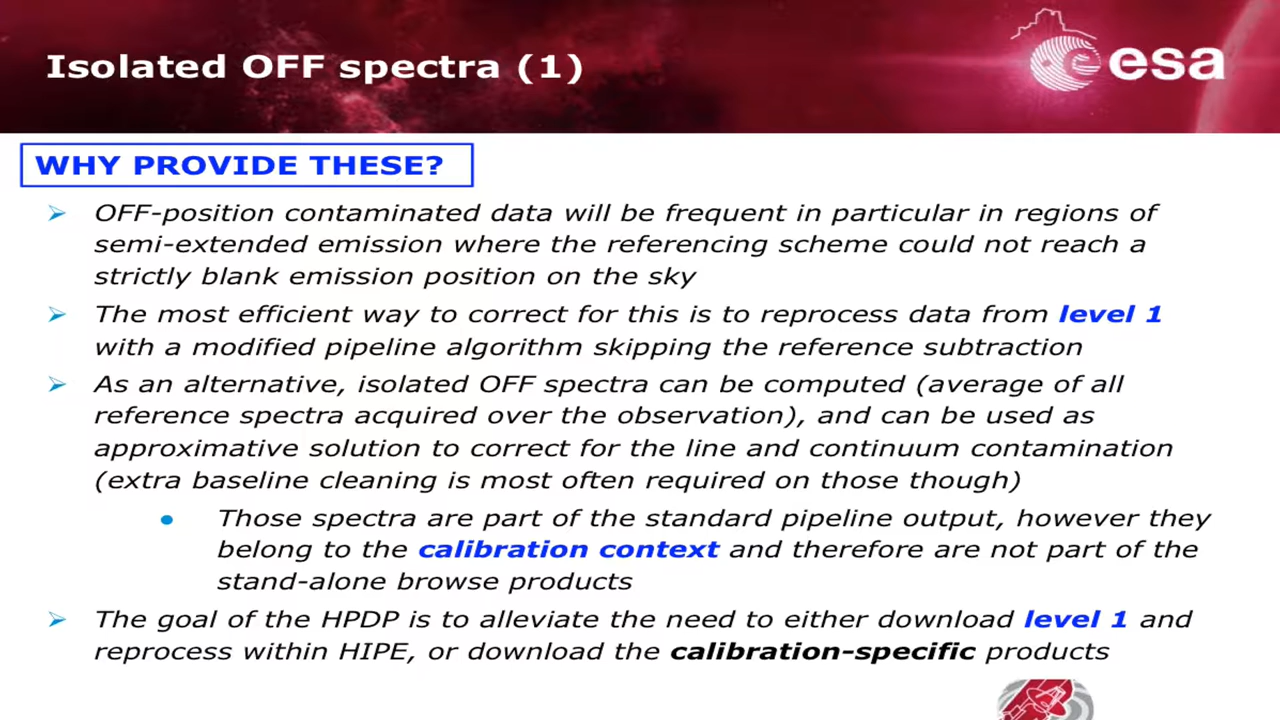 Isolated OFF spectra (1)
esa
WHY PROVIDE THESE?
OFF-position contaminated data will be frequent in particular in regions of
semi-extended emission where the referencing scheme could not reach a
strictly blank emission position on the sky
The most efficient way to correct for this is to reprocess data from level 1
with a modified pipeline algorithm skipping the reference subtraction
As an alternative, isolated OFF spectra can be computed (average of all
reference spectra acquired over the observation), and can be used as
approximative solution to correct for the line and continuum contamination
(extra baseline cleaning is most often required on those though)
Those spectra are part of the standard pipeline output, however they
belong to the calibration context and therefore are not part of the
stand-alone browse products
The goal of the HPDP is to alleviate the need to either download level 1 and
reprocess within HIPE, or download the calibration-specific products